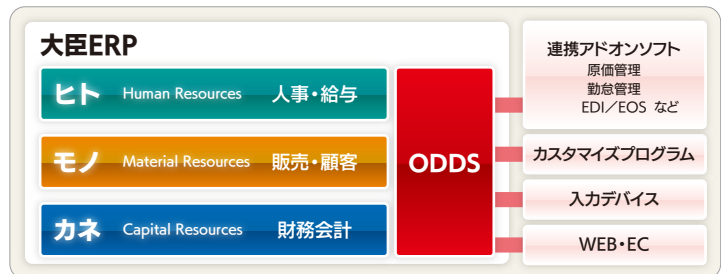 大臣ERP
ヒト Human Resources 人事・給与
モノ Material Resources 販売・顧客
カネ Capital Resources 財務会計
ODDS
連携アドオンソフト
原価管理
勤怠管理
EDI／EOS など
カスタマイズプログラム
入力デバイス
WEB・EC